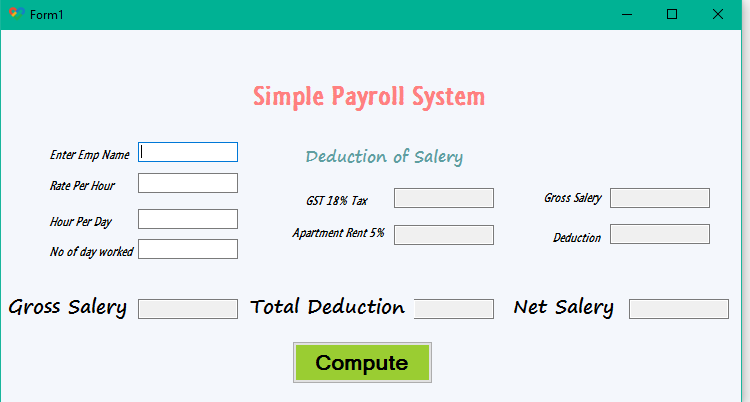 Form1
Simple Payroll System
Enter Emp Name
Rate Per Hour
Hour Per Day
No of day worked
Deduction of Salery
GST 18% Tax
Apartment Rent 5%
Gross Salery
Deduction
Gross Salery
Total Deduction
Net Salery
Compute